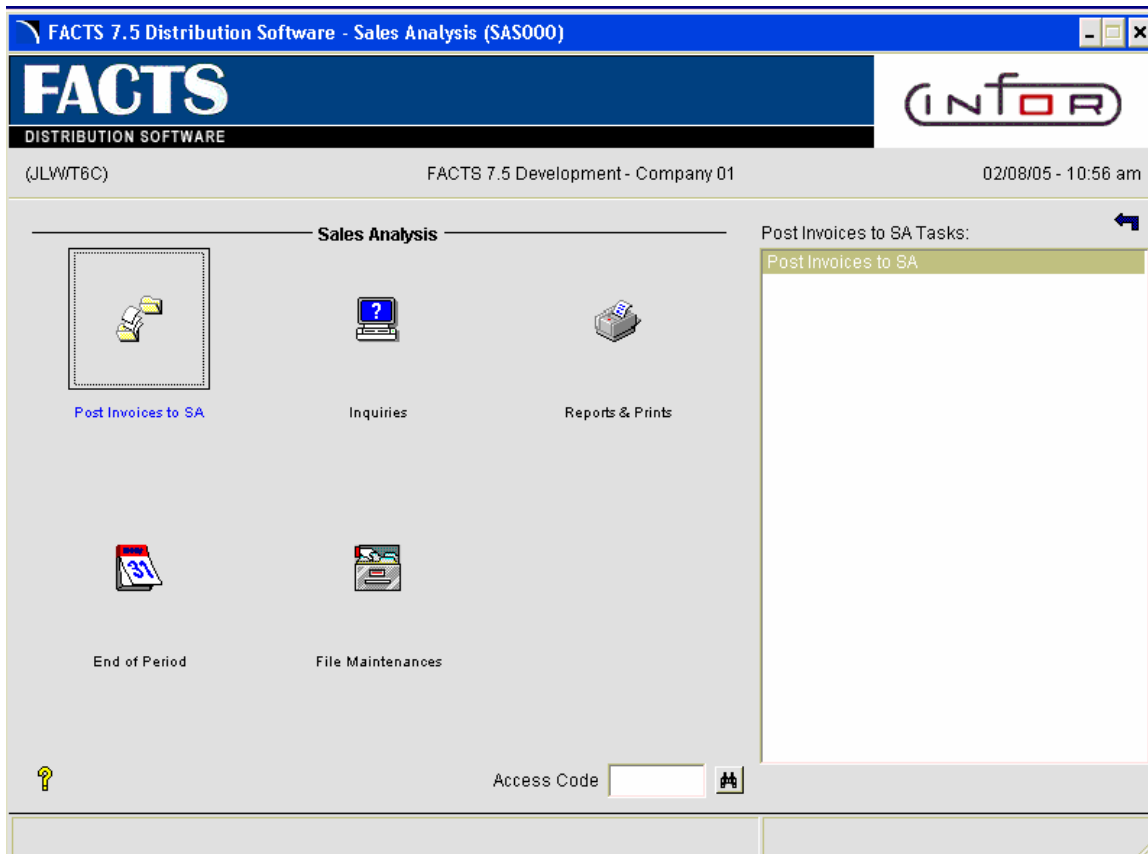 FACTS 7.5 Distribution Software - Sales Analysis (SAS000)
FACTS
DISTRIBUTION SOFTWARE
INFOR
(JLW/T6C)
FACTS 7.5 Development - Company 01
02/08/05 - 10:56 am
Sales Analysis
Post Invoices to SA
Inquiries
Reports & Prints
End of Period
File Maintenances
Access Code
Post Invoices to SA Tasks:
Post Invoices to SA
31
?
?